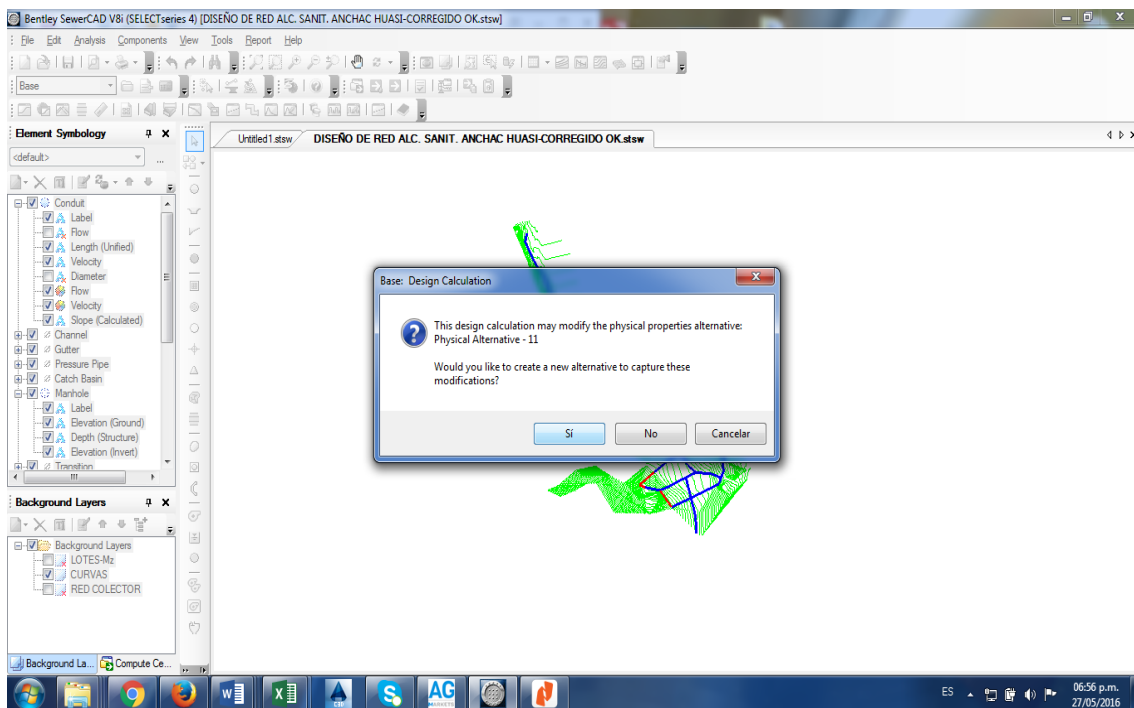 Bentley SewerCAD V8i (SELECTseries 4) [DISEÑO DE RED ALC. SANIT. ANCHAC HUASI-CORREGIDO OK.stsw]
File Edit Analysis Components View Tools Report Help
Base
Element Symbology
<default>
...
Conduit
Label
Flow
Length (Unified)
Velocity
Diameter
Flow
Velocity
Slope (Calculated)
Channel
Gutter
Pressure Pipe
Catch Basin
Manhole
Label
Elevation (Ground)
Depth (Structure)
Elevation (Invert)
Transition
Background Layers
Background Layers
LOTES-Mz
CURVAS
RED COLECTOR
Background La... Compute Ce...
Untitled1.stsw DISEÑO DE RED ALC. SANIT. ANCHAC HUASI-CORREGIDO OK.stsw
Base: Design Calculation
This design calculation may modify the physical properties alternative:
Physical Alternative - 11
Would you like to create a new alternative to capture these
modifications?
Sí No Cancelar
AG
MARKETS
ES
06:56 p.m.
27/05/2016